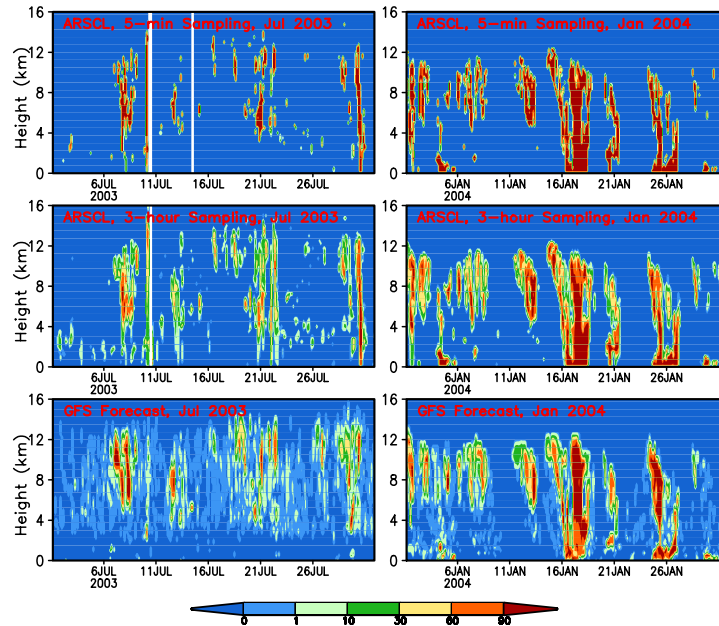 ARSCL, 5-min Sampling, Jul 2003
ARSCL, 5-min Sampling, Jan 2004
Height (km)
16
12
8
4
0
6JUL 11JUL 16JUL 21JUL 26JUL
2003
16
12
8
4
0
6JAN 11JAN 16JAN 21JAN 26JAN
2004
ARSCL, 3-hour Sampling, Jul 2003
ARSCL, 3-hour Sampling, Jan 2004
Height (km)
16
12
8
4
0
6JUL 11JUL 16JUL 21JUL 26JUL
2003
16
12
8
4
0
6JAN 11JAN 16JAN 21JAN 26JAN
2004
GFS Forecast, Jul 2003
GFS Forecast, Jan 2004
Height (km)
16
12
8
4
0
6JUL 11JUL 16JUL 21JUL 26JUL
2003
16
12
8
4
0
6JAN 11JAN 16JAN 21JAN 26JAN
2004
0 1 10 30 60 90